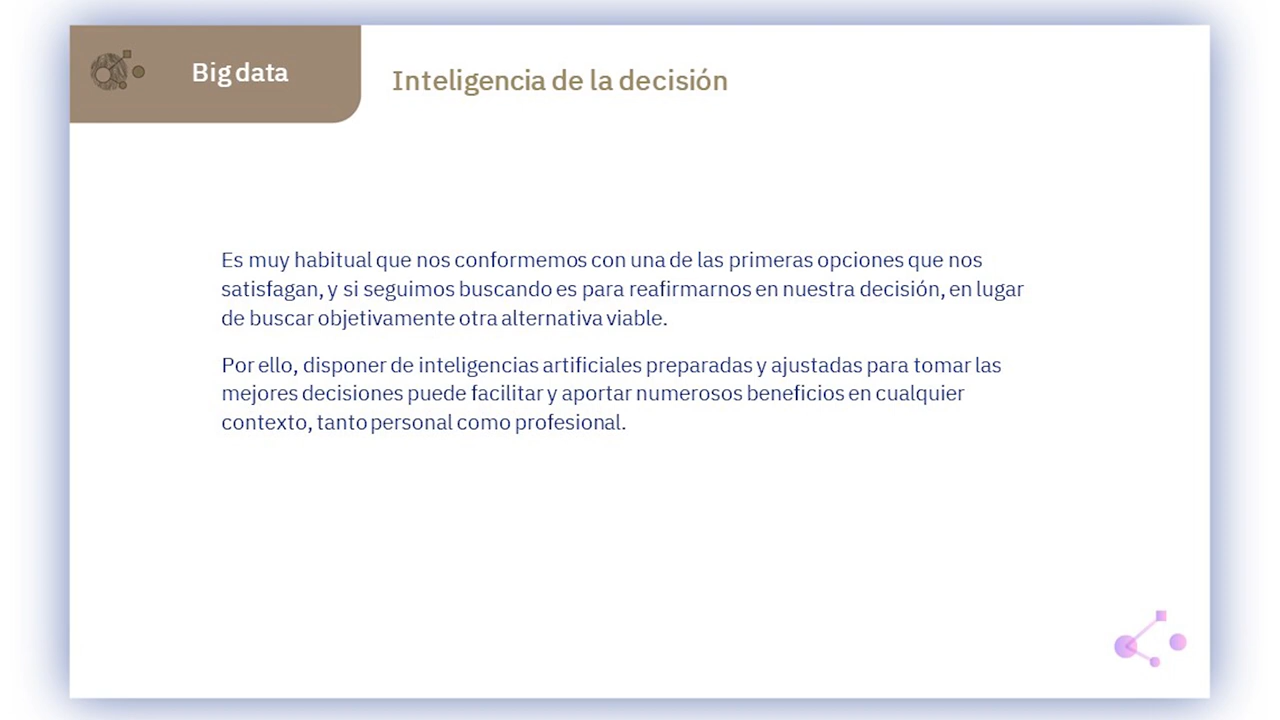 Big data
Inteligencia de la decisión
Es muy habitual que nos conformemos con una de las primeras opciones que nos
satisfagan, y si seguimos buscando es para reafirmarnos en nuestra decisión, en lugar
de buscar objetivamente otra alternativa viable.
Por ello, disponer de inteligencias artificiales preparadas y ajustadas para tomar las
mejores decisiones puede facilitar y aportar numerosos beneficios en cualquier
contexto, tanto personal como profesional.